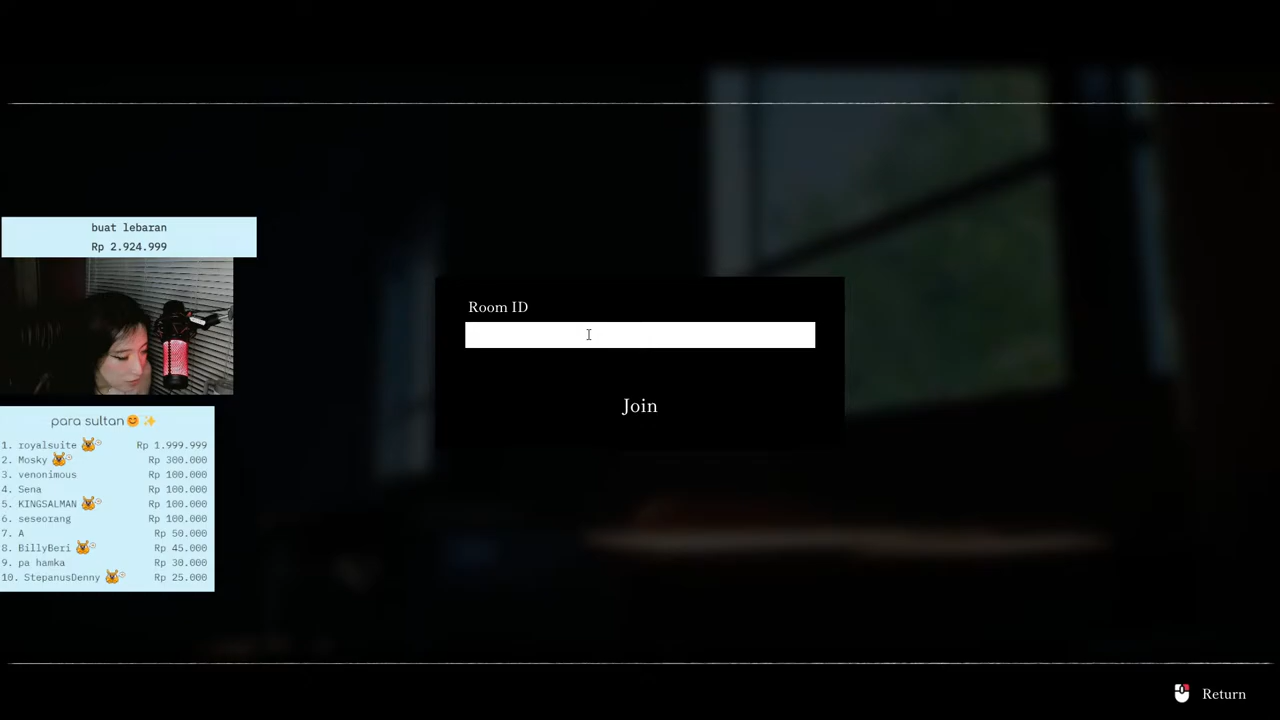 buat lebaran
Rp 2.924.999
Room ID
Join
para sultan😊✨
1. royalsuite Rp 1.999.999
2. Mosky Rp 300.000
3. venonimous Rp 100.000
4. Sena Rp 100.000
5. KINGSALMAN Rp 100.000
6. seseorang Rp 100.000
7. A Rp 50.000
8. BillyBeri Rp 45.000
9. pa hamka Rp 30.000
10. StepanusDenny Rp 25.000
Return